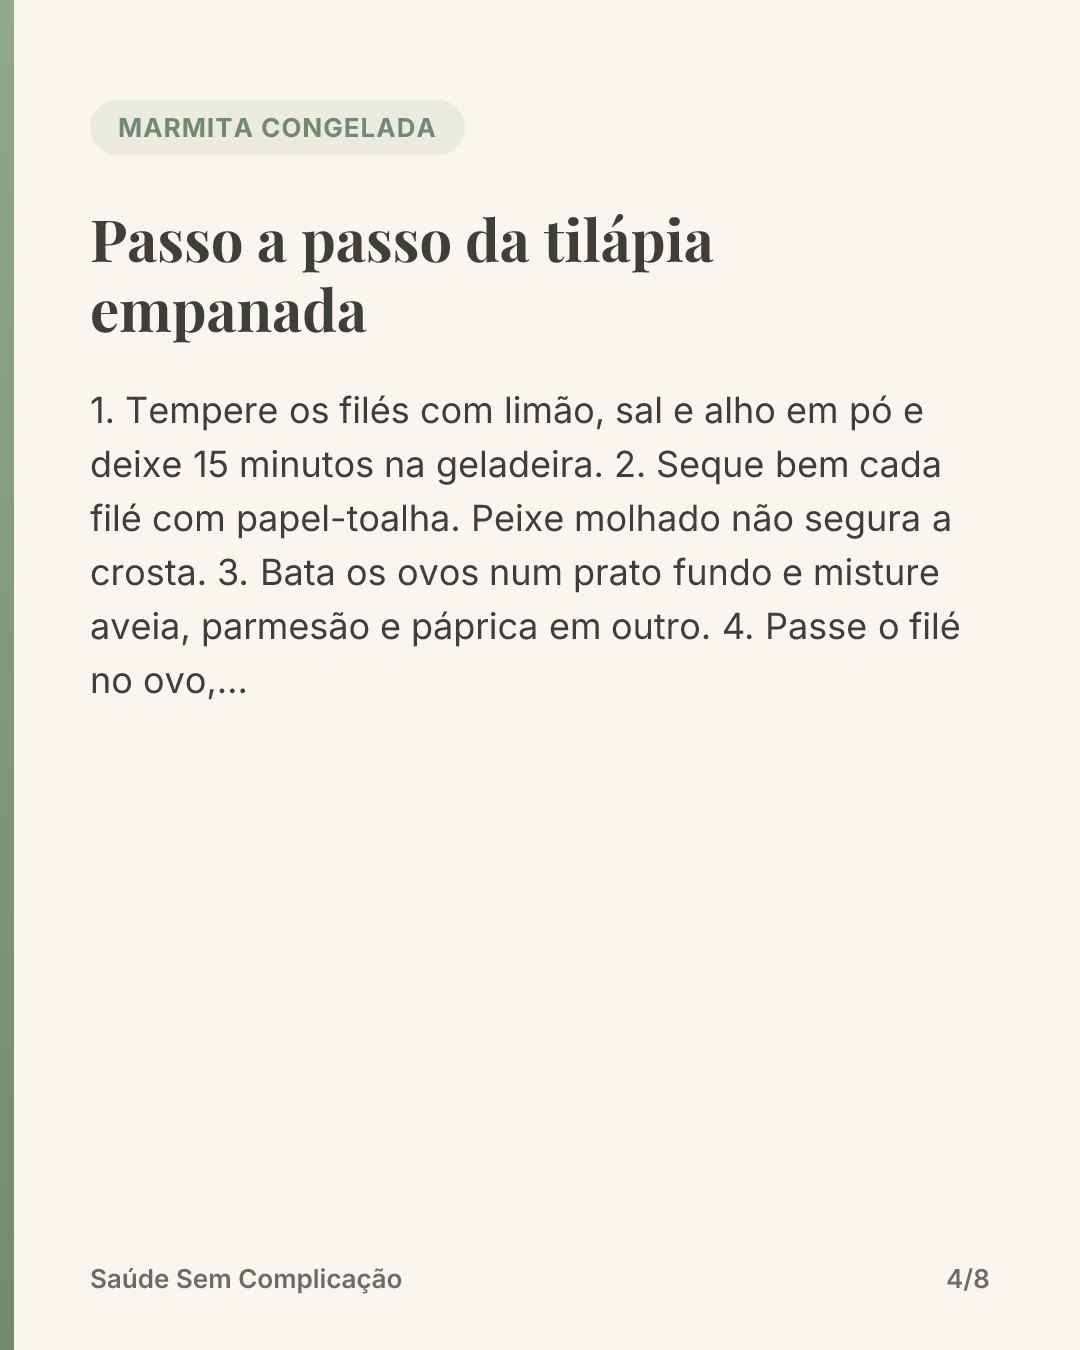 MARMITA CONGELADA
Passo a passo da tilápia
empanada
1. Tempere os filés com limão, sal e alho em pó e
deixe 15 minutos na geladeira. 2. Seque bem cada
filé com papel-toalha. Peixe molhado não segura a
crosta. 3. Bata os ovos num prato fundo e misture
aveia, parmesão e páprica em outro. 4. Passe o filé
no ovo,...
Saúde Sem Complicação
4/8